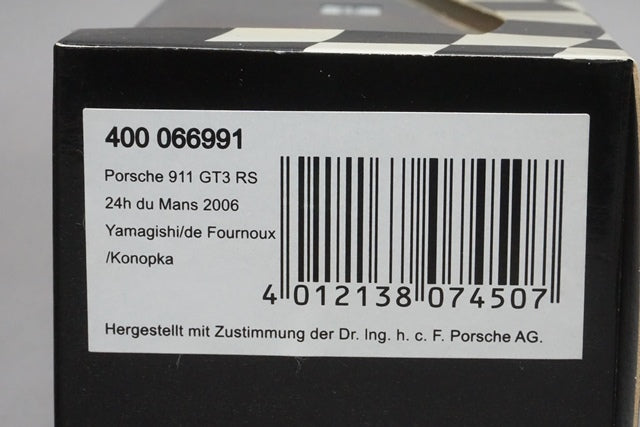 400 066991
Porsche 911 GT3 RS
24h du Mans 2006
Yamagishi/de Fournoux
/Konopka
4 012138 074507
Hergestellt mit Zustimmung der Dr. Ing. h. c. F. Porsche AG.